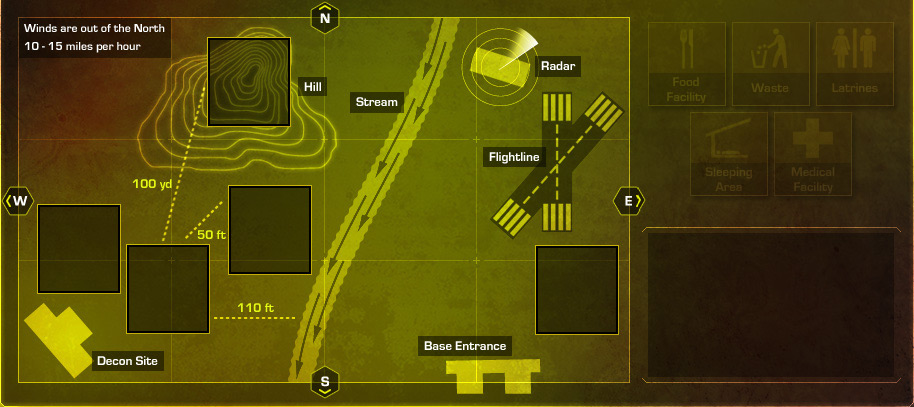 N
Winds are out of the North
10 - 15 miles per hour
Radar
Hill
Stream
Food
Facility
Waste
Latrines
Flightline
Sleeping
Area
Medical
Facility
100 yd
W
E
50 ft
110 ft
Base Entrance
Decon Site
S